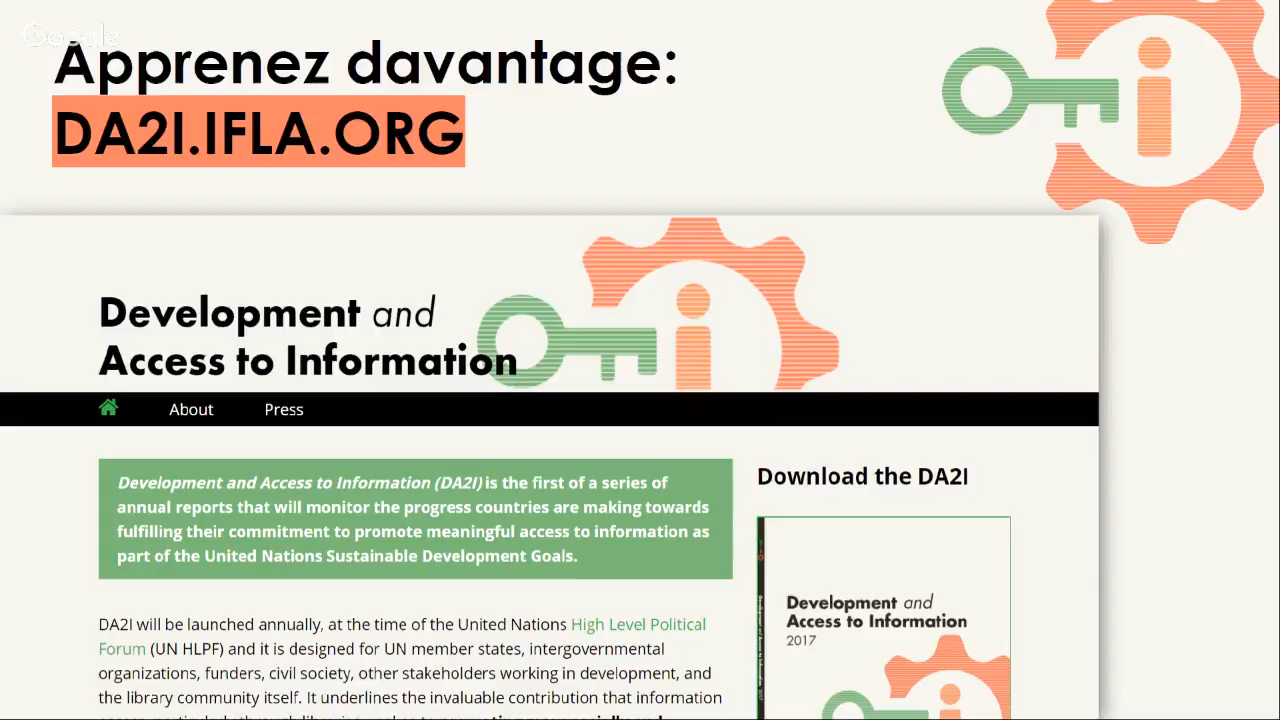 Google
Apprenez davantage:
DA2I.IFLA.ORG
Development and
Access to Information
About
Press
Development and Access to Information (DA2I) is the first of a series of
annual reports that will monitor the progress countries are making towards
fulfilling their commitment to promote meaningful access to information as
part of the United Nations Sustainable Development Goals.
DA2I will be launched annually, at the time of the United Nations High Level Political
Forum (UN HLPF) and it is designed for UN member states, intergovernmental
organizations, funders, civil society, other stakeholders working in development, and
the library community itself. It underlines the invaluable contribution that information
Download the DA2I
Development and
Access to Information
2017